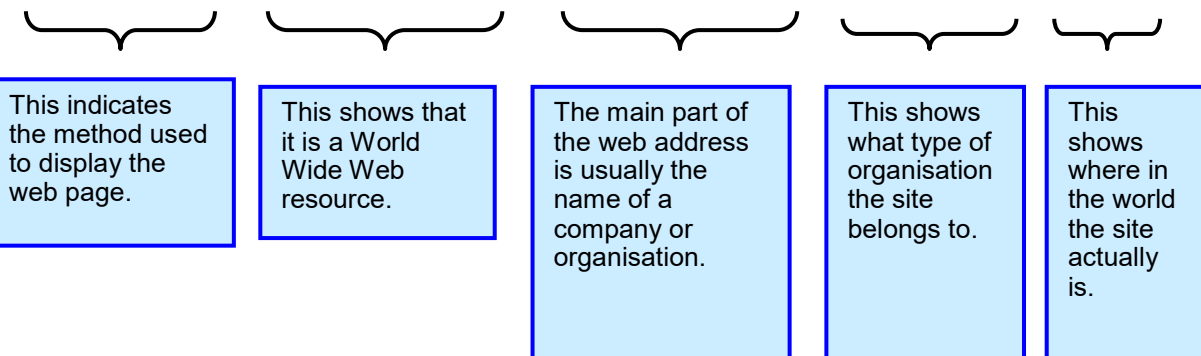 This indicates
the method used
to display the
web page.
This shows that
it is a World
Wide Web
resource.
The main part of
the web address
is usually the
name of a
company or
organisation.
This shows
what type of
organisation
the site
belongs to.
This
shows
where in
the world
the site
actually
is.